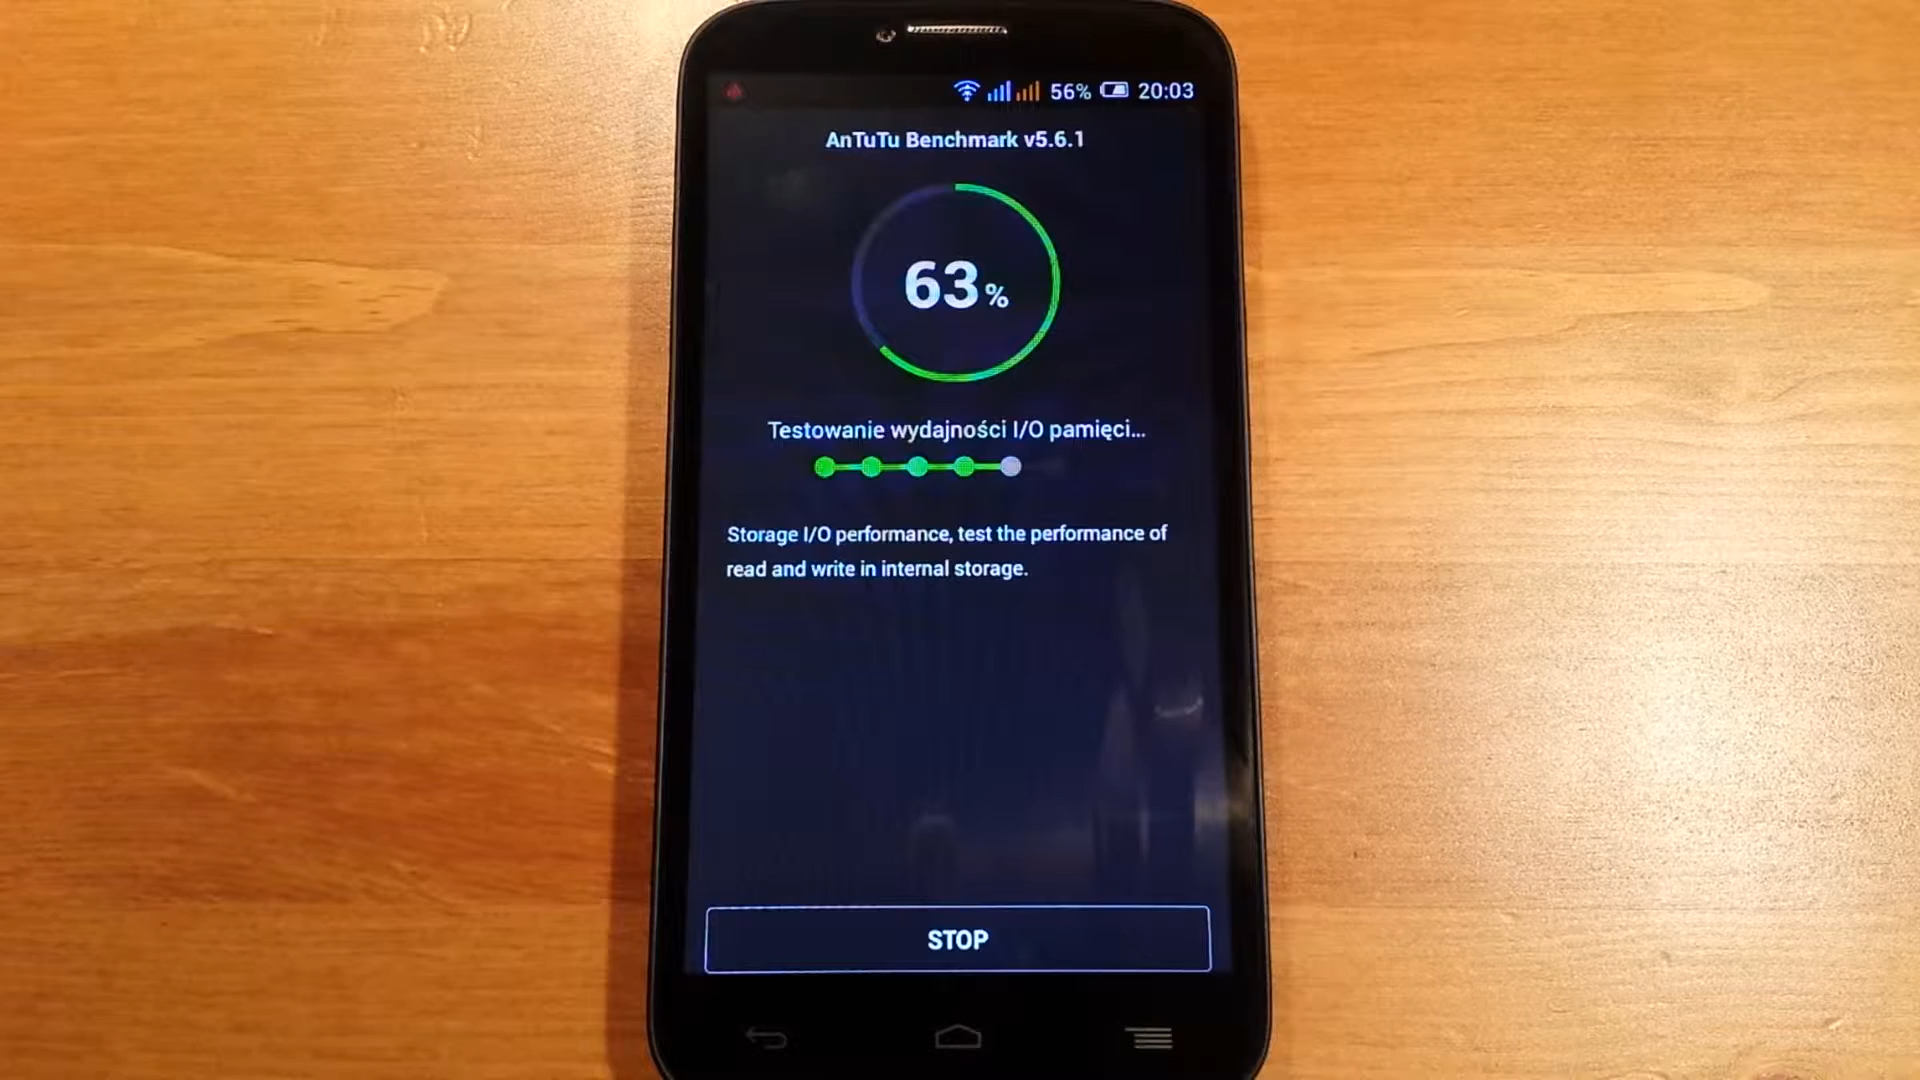 56% 20:03
AnTuTu Benchmark v5.6.1
63%
Testowanie wydajności I/O pamięci...
Storage I/O performance, test the performance of
read and write in internal storage.
STOP